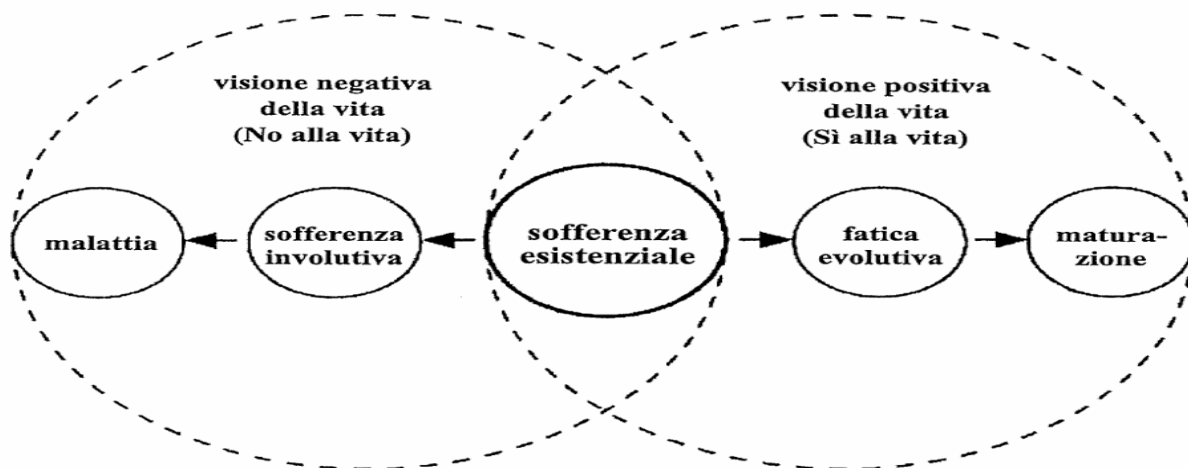 visione negativa
della vita
(No alla vita)
visione positiva
della vita
(Sì alla vita)
malattia
sofferenza
involutiva
sofferenza
esistenziale
fatica
evolutiva
matura-
zione